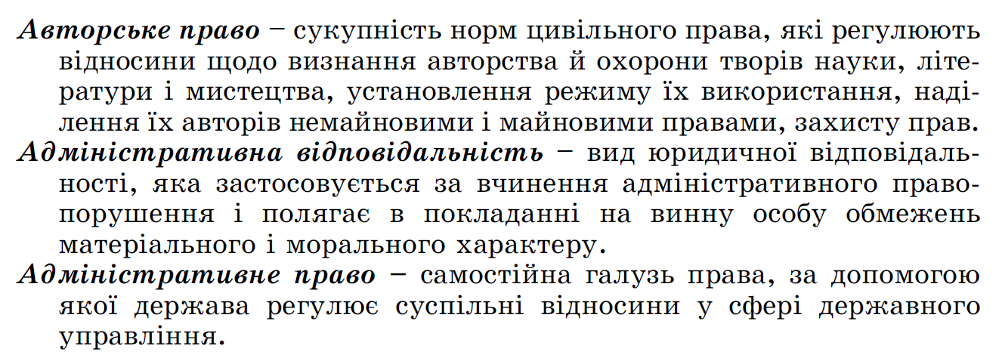 Авторське право – сукупність норм цивільного права, які регулюють
відносини щодо визнання авторства й охорони творів науки, літе-
ратури і мистецтва, установлення режиму їх використання, наді-
лення їх авторів немайновими і майновими правами, захисту прав.
Адміністративна відповідальність – вид юридичної відповідаль-
ності, яка застосовується за вчинення адміністративного право-
порушення і полягає в покладанні на винну особу обмежень
матеріального і морального характеру.
Адміністративне право – самостійна галузь права, за допомогою
якої держава регулює суспільні відносини у сфері державного
управління.